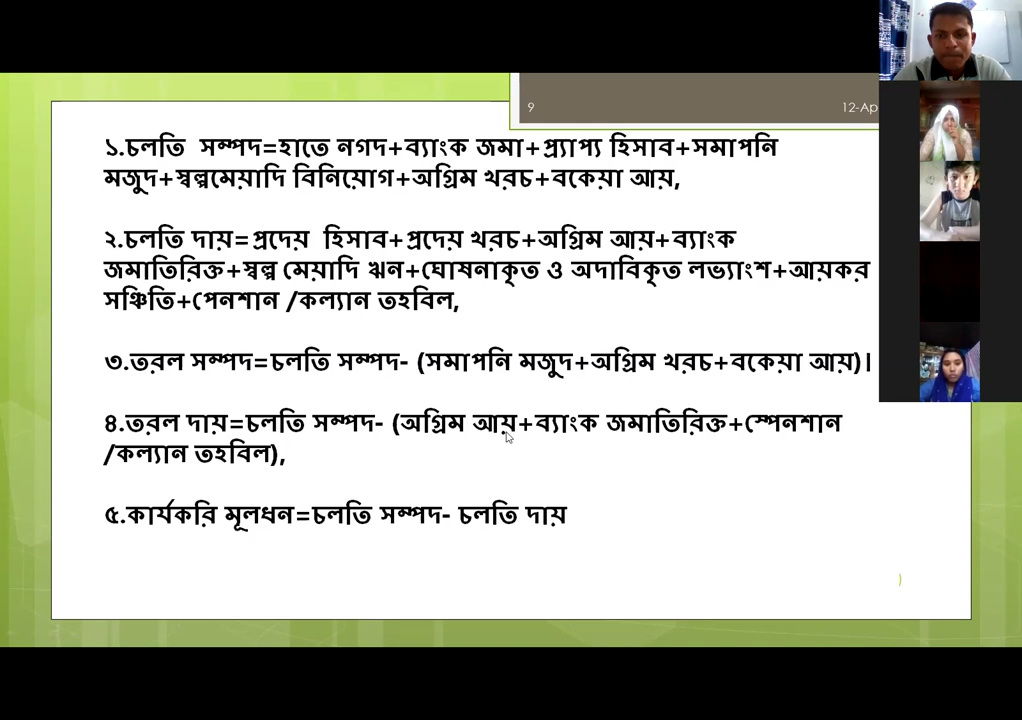 9
12-Ap
১.চলতি সম্পদ=হাতে নগদ+ব্যাংক জমা+প্র্যাপ্য হিসাব+সমাপনি
মজুদ+স্বল্পমেয়াদি বিনিয়োগ+অগ্রিম খরচ+বকেয়া আয়,
২.চলতি দায়=প্রদেয় হিসাব+প্রদেয় খরচ+অগ্রিম আয়+ব্যাংক
জমাতিরিক্ত+স্বল্প মেয়াদি ঋন+ঘোষনাকৃত ও অদাবিকৃত লভ্যাংশ+আয়কর
সঞ্চিতি+পেনশান /কল্যান তহবিল,
৩.তরল সম্পদ=চলতি সম্পদ- (সমাপনি মজুদ+অগ্রিম খরচ+বকেয়া আয়)।
৪.তরল দায়=চলতি সম্পদ- (অগ্রিম আয়+ব্যাংক জমাতিরিক্ত+স্পেনশান
/কল্যান তহবিল),
৫.কার্যকরি মূলধন=চলতি সম্পদ- চলতি দায়
)